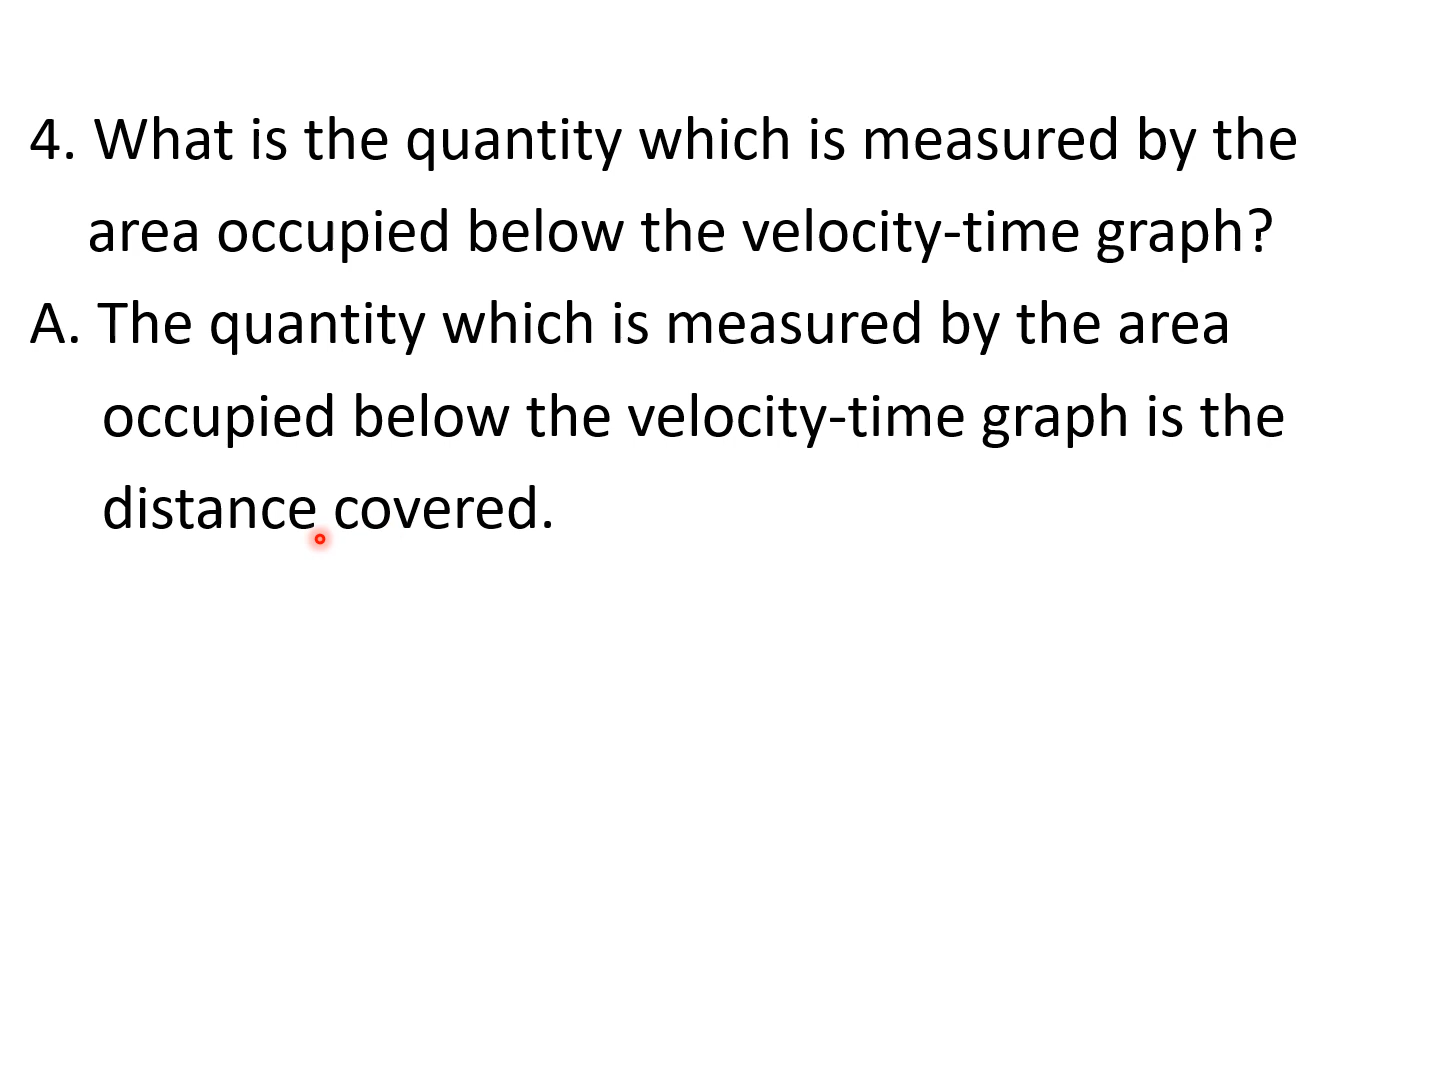 4. What is the quantity which is measured by the
area occupied below the velocity-time graph?
A. The quantity which is measured by the area
occupied below the velocity-time graph is the
distance covered.